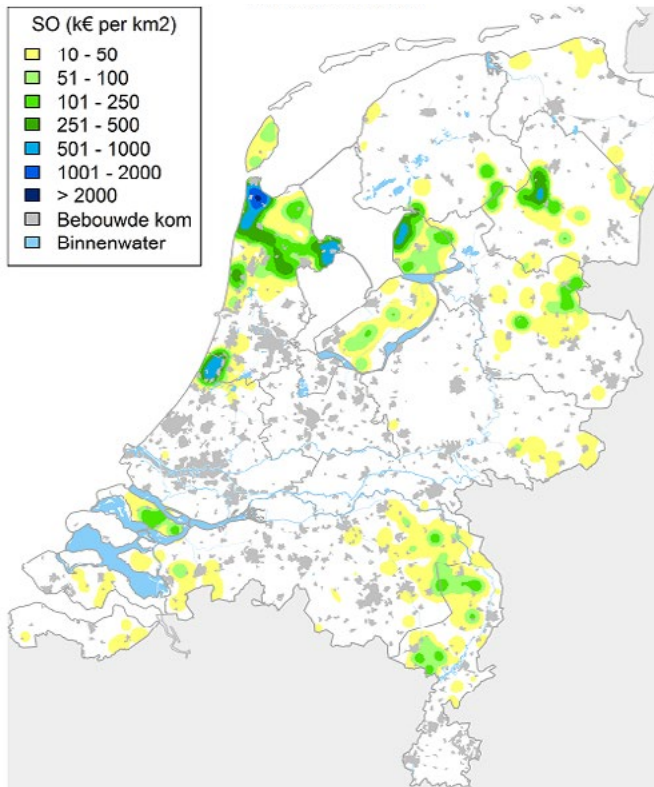 SO (k€ per km2)
10 - 50
51 - 100
101 - 250
251 - 500
501 - 1000
1001 - 2000
> 2000
Bebouwde kom
Binnenwater